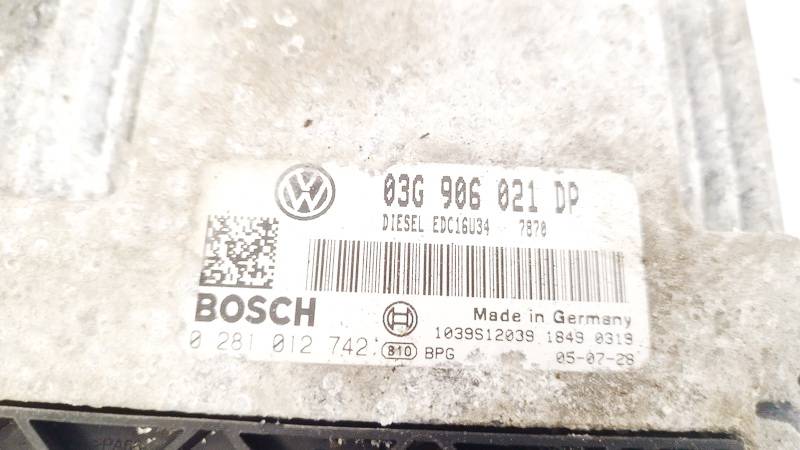 03G 906 021 DP
DIESEL EDC16U34 7870
BOSCH
Made in Germany
1039S12039 1849 0319
0 281 012 742 810 BPG
05-07-28